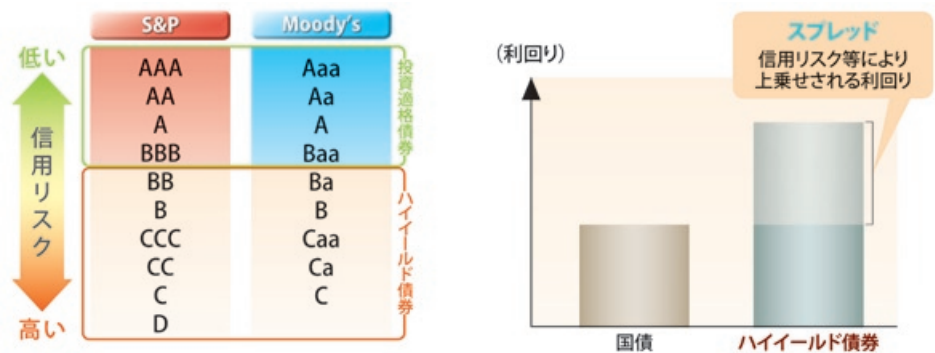 S&P Moody's
低い
信用リスク
高い
AAA Aaa
AA Aa
A A
BBB Baa
投資適格債券
BB Ba
B B
CCC Caa
CC Ca
C C
D
ハイイールド債券
(利回り)
スプレッド
信用リスク等により
上乗せされる利回り
国債 ハイイールド債券